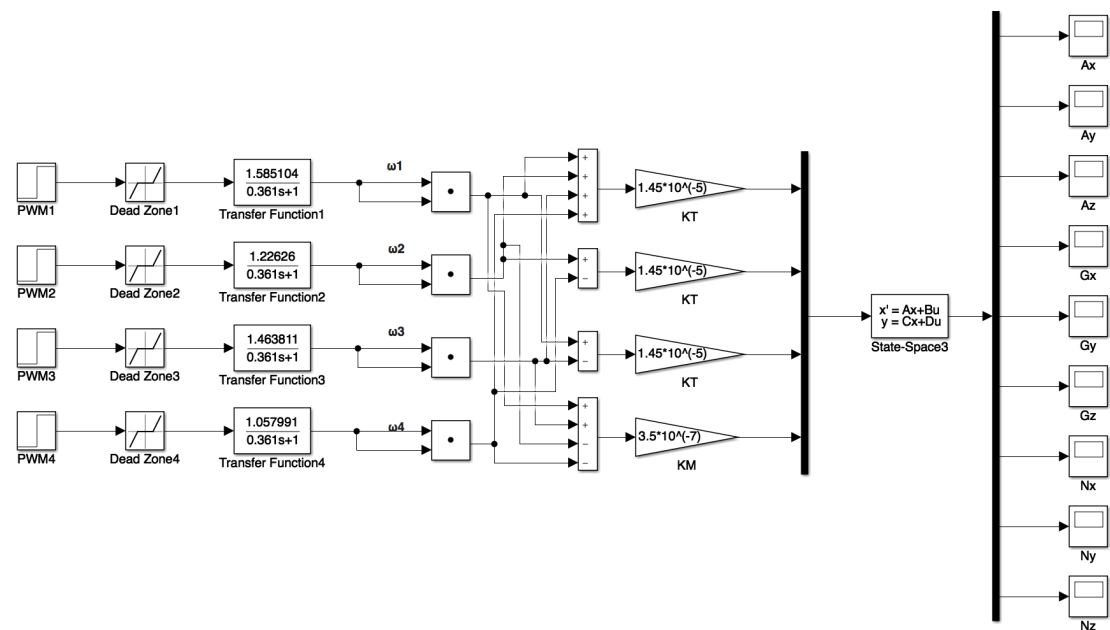 PWM1
Dead Zone1
1.585104
0.361s+1
Transfer Function1
ω1
PWM2
Dead Zone2
1.22626
0.361s+1
Transfer Function2
ω2
PWM3
Dead Zone3
1.463811
0.361s+1
Transfer Function3
ω3
PWM4
Dead Zone4
1.057991
0.361s+1
Transfer Function4
ω4
+
+
+
+
+
−
+
−
+
+
−
−
1.45*10^(-5)
KT
1.45*10^(-5)
KT
1.45*10^(-5)
KT
3.5*10^(-7)
KM
x' = Ax+Bu
y = Cx+Du
State-Space3
Ax
Ay
Az
Gx
Gy
Gz
Nx
Ny
Nz